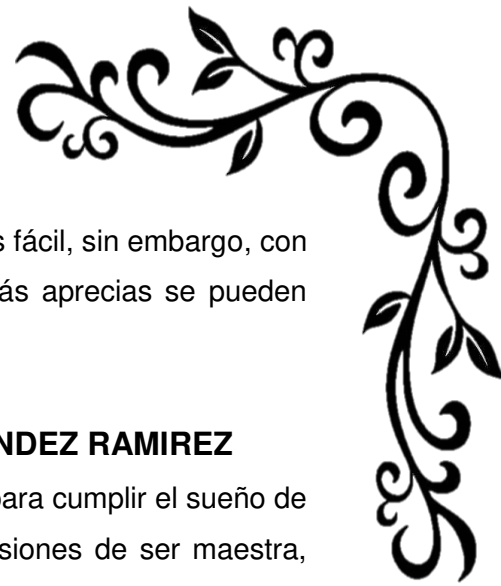 s fácil, sin embargo, con
ás aprecias se pueden
NDEZ RAMIREZ
para cumplir el sueño de
siones de ser maestra,